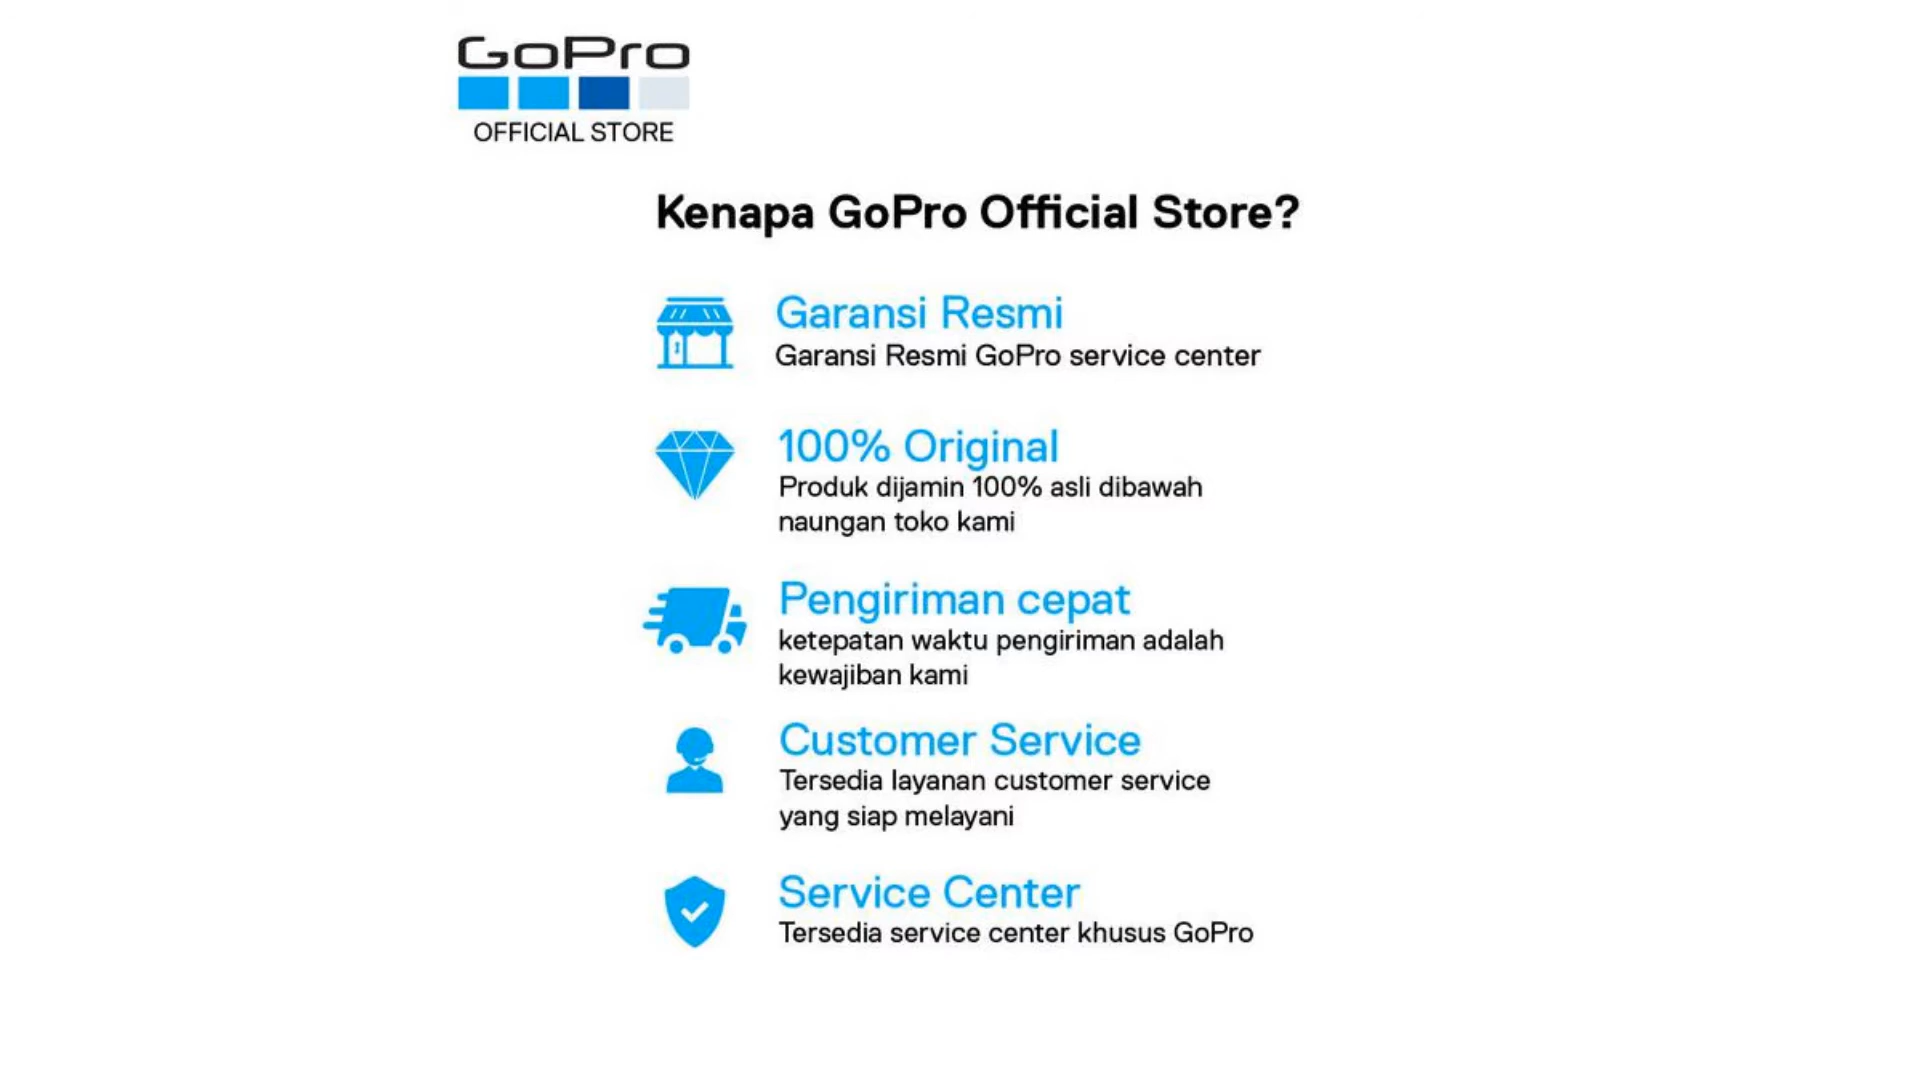 GoPro
OFFICIAL STORE
Kenapa GoPro Official Store?
Garansi Resmi
Garansi Resmi GoPro service center
100% Original
Produk dijamin 100% asli dibawah
naungan toko kami
Pengiriman cepat
ketepatan waktu pengiriman adalah
kewajiban kami
Customer Service
Tersedia layanan customer service
yang siap melayani
Service Center
Tersedia service center khusus GoPro